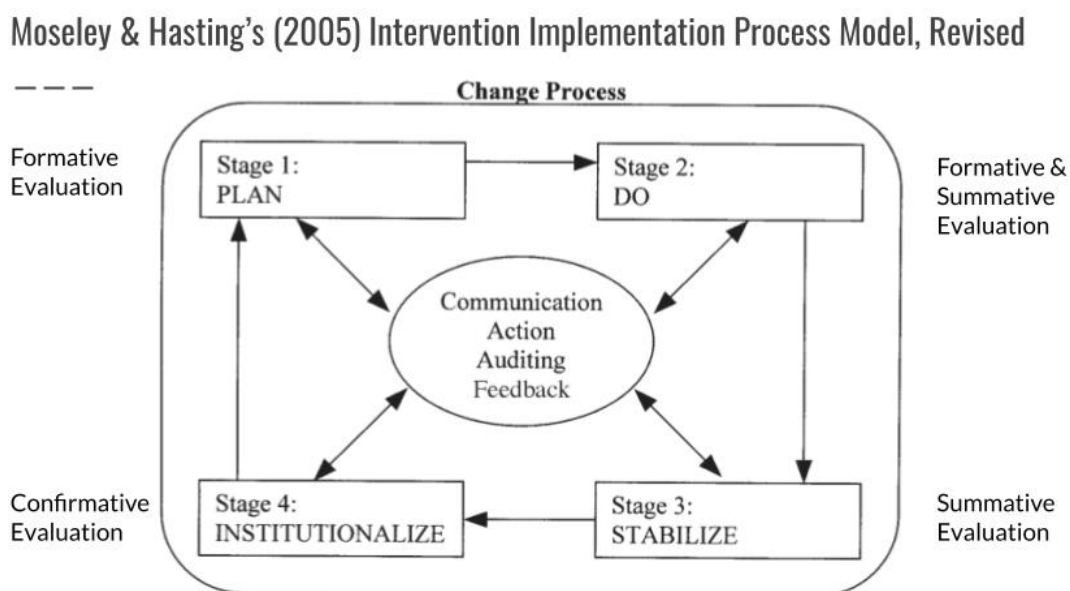 Moseley & Hasting's (2005) Intervention Implementation Process Model, Revised
Change Process
Formative
Evaluation
Stage 1:
PLAN
Stage 2:
DO
Formative &
Summative
Evaluation
Communication
Action
Auditing
Feedback
Confirmative
Evaluation
Stage 4:
INSTITUTIONALIZE
Stage 3:
STABILIZE
Summative
Evaluation